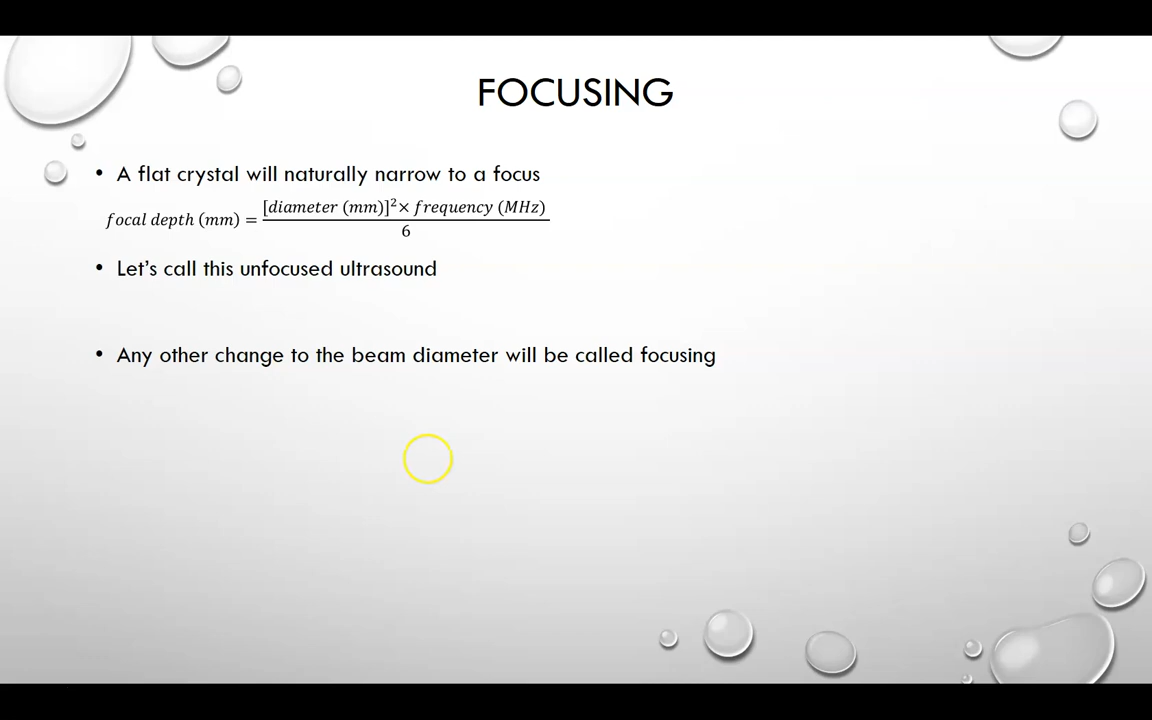 FOCUSING
• A flat crystal will naturally narrow to a focus
focal depth (mm) = [diameter (mm)]² × frequency (MHz) / 6
• Let's call this unfocused ultrasound
• Any other change to the beam diameter will be called focusing